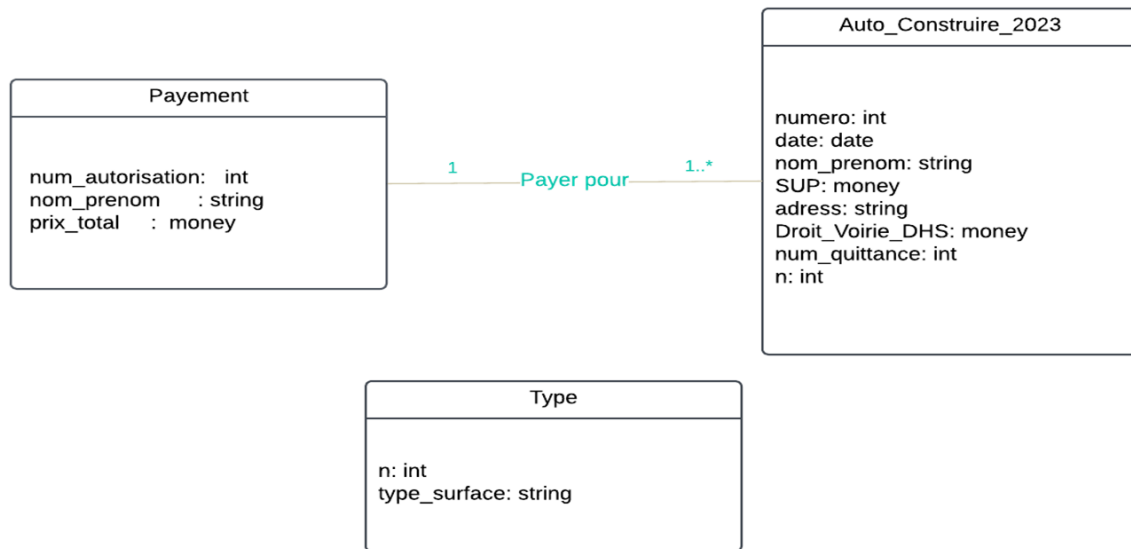 Payement
num_autorisation: int
nom_prenom : string
prix_total : money
1
Payer pour
1..*
Auto_Construire_2023
numero: int
date: date
nom_prenom: string
SUP: money
adress: string
Droit_Voirie_DHS: money
num_quittance: int
n: int
Type
n: int
type_surface: string